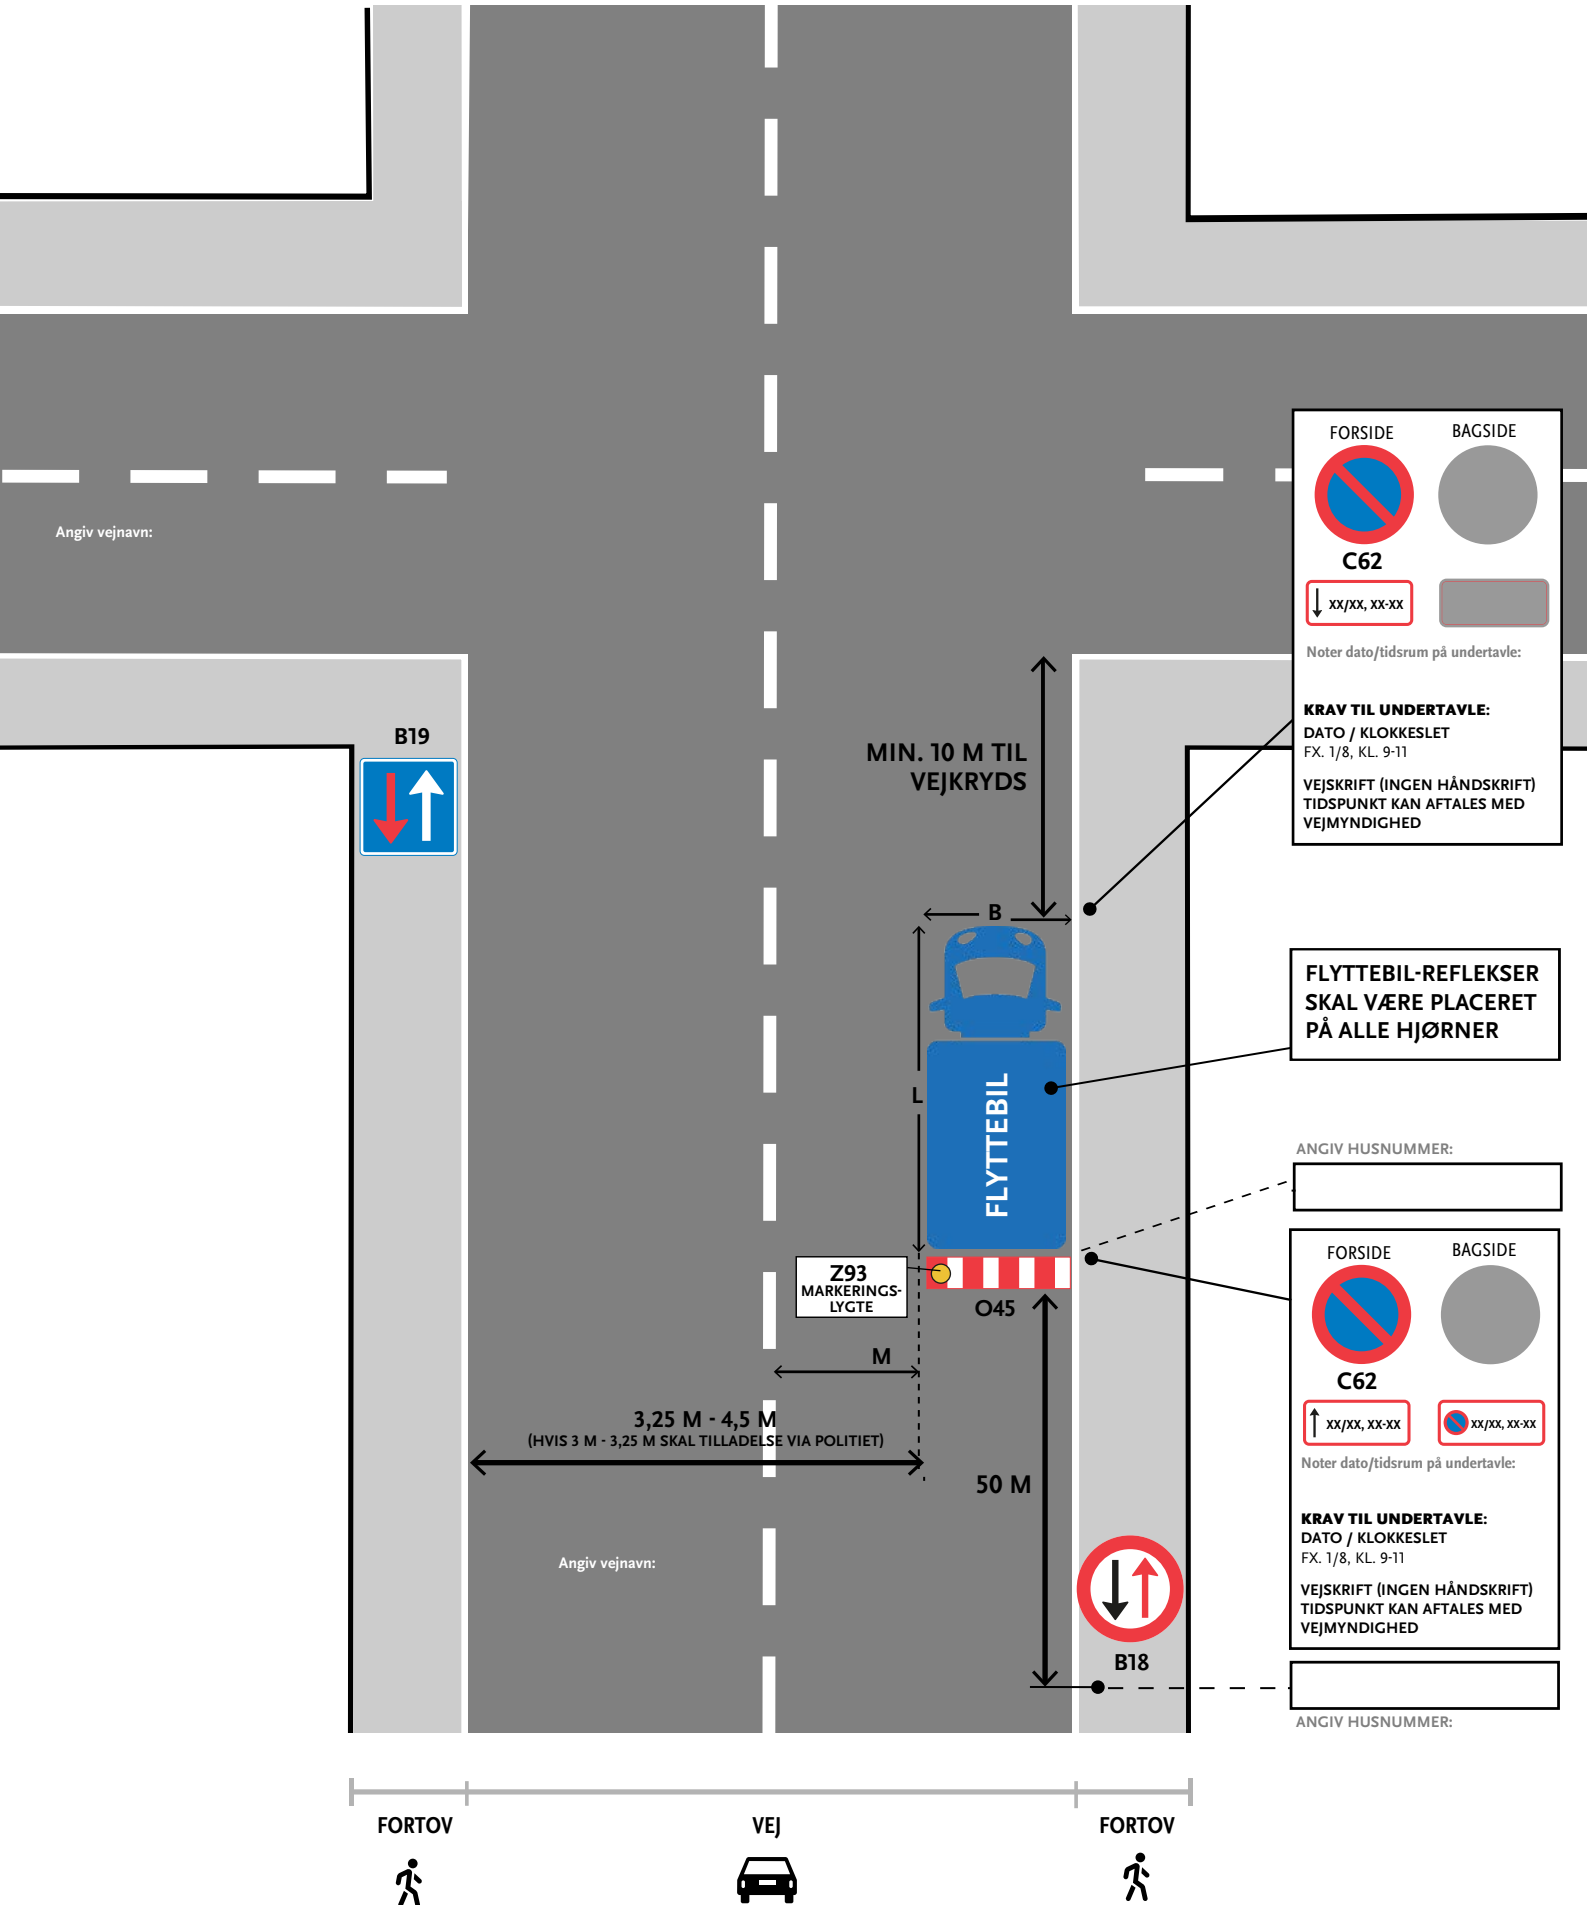 FORSIDE
BAGSIDE
C62
xx/xx, xx-xx
Noter dato/tidsrum på undertavle:
KRAV TIL UNDERTAVLE:
DATO / KLOKKESLET
FX. 1/8, KL. 9-11
VEJSKRIFT (INGEN HÅNDSKRIFT)
TIDSPUNKT KAN AFTALES MED
VEJMYNDIGHED
Angiv vejnavn:
B19
MIN. 10 M TIL
VEJKRYDS
B
L
FLYTTEBIL
FLYTTEBIL-REFLEKSER
SKAL VÆRE PLACERET
PÅ ALLE HJØRNER
ANGIV HUSNUMMER:
Z93
MARKERINGS-
LYGTE
O45
M
3,25 M - 4,5 M
(HVIS 3 M - 3,25 M SKAL TILLADELSE VIA POLITIET)
50 M
Angiv vejnavn:
B18
FORSIDE
BAGSIDE
C62
xx/xx, xx-xx
xx/xx, xx-xx
Noter dato/tidsrum på undertavle:
KRAV TIL UNDERTAVLE:
DATO / KLOKKESLET
FX. 1/8, KL. 9-11
VEJSKRIFT (INGEN HÅNDSKRIFT)
TIDSPUNKT KAN AFTALES MED
VEJMYNDIGHED
ANGIV HUSNUMMER:
FORTOV
VEJ
FORTOV